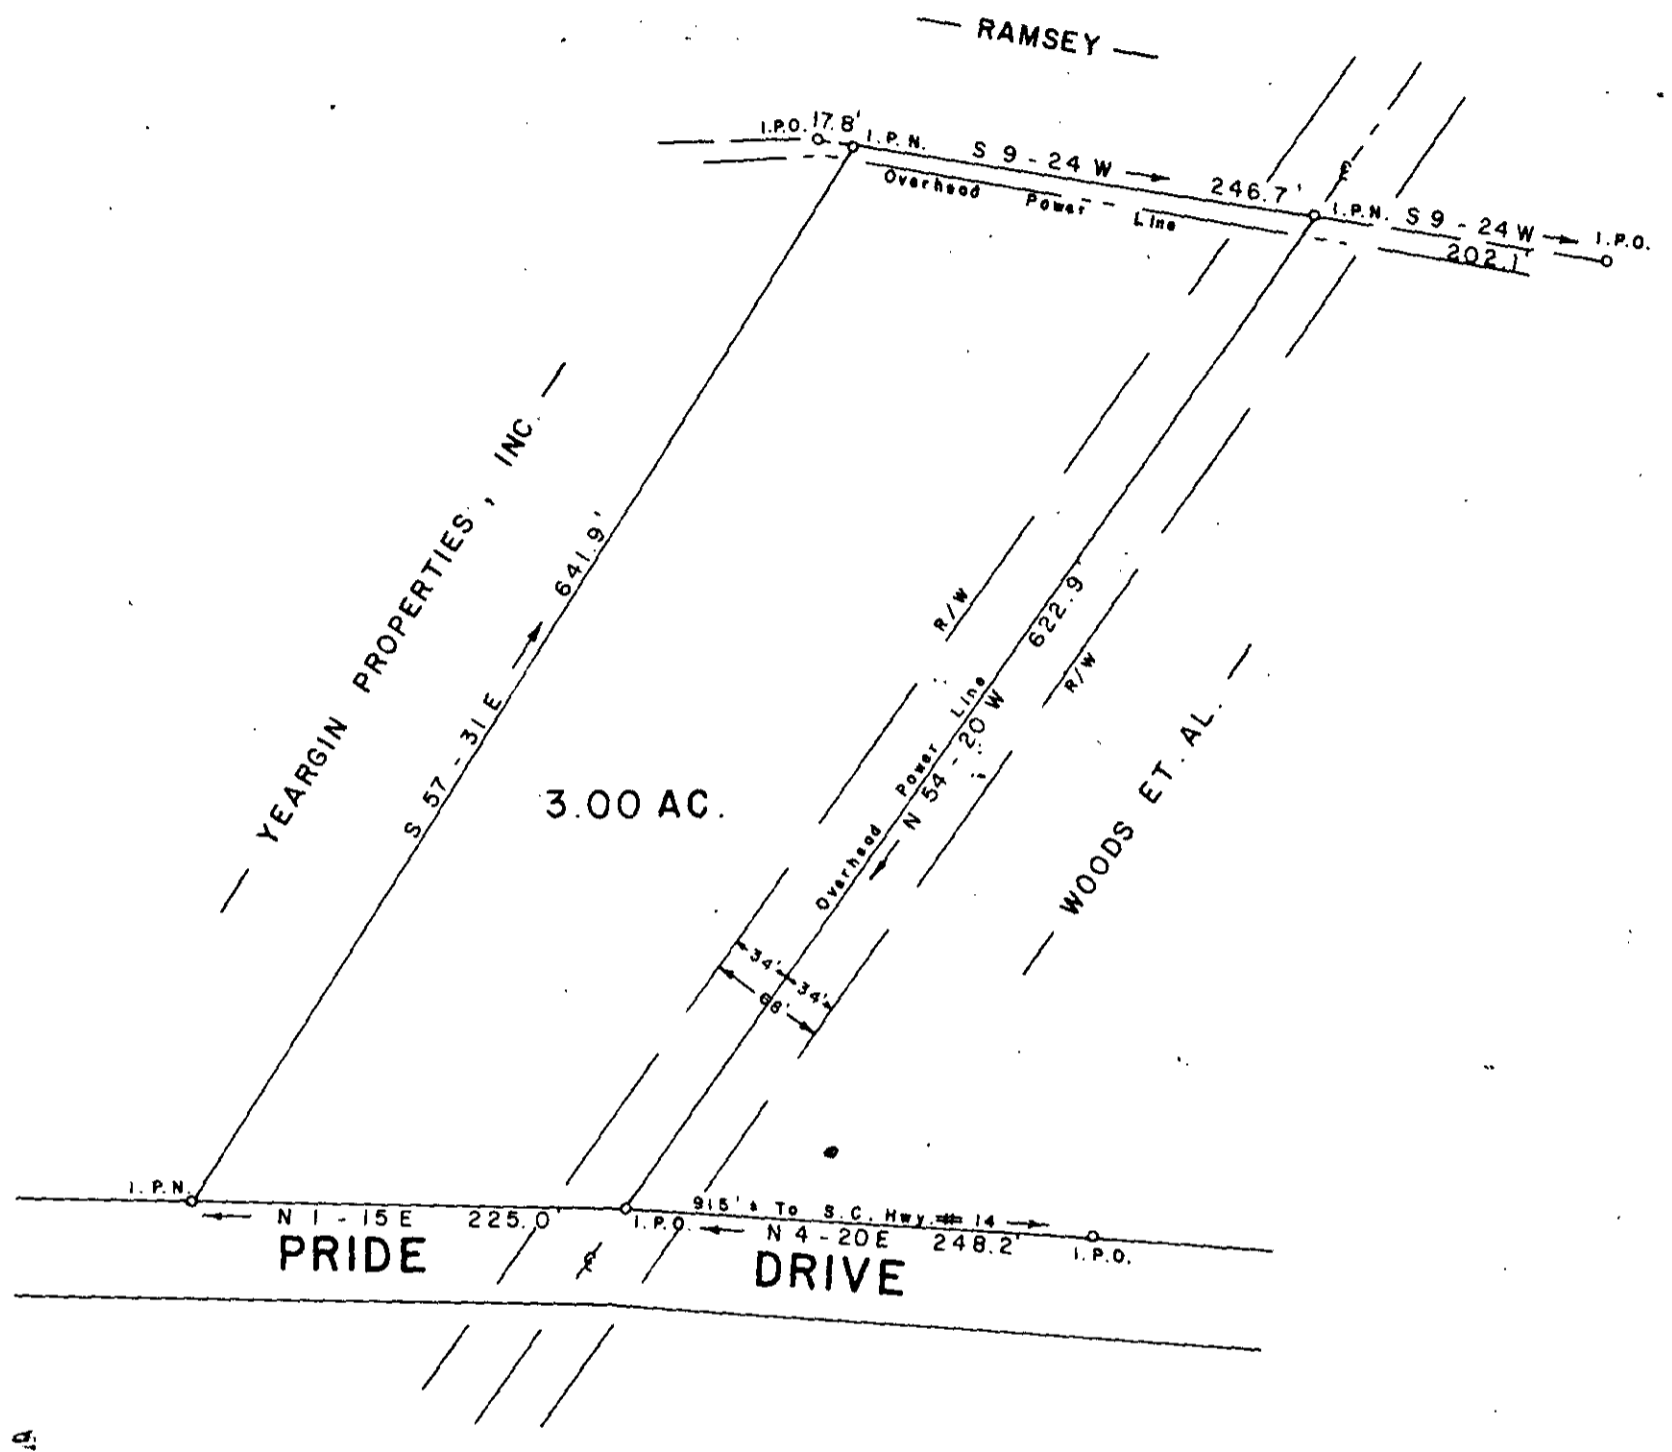 — RAMSEY —
I.P.O. 17.8'
I.P.N.
S 9 - 24 W
246.7'
Overhead Power Line
I.P.N.
S 9 - 24 W
I.P.O.
202.1'
— YEARGIN PROPERTIES, INC. —
641.9'
S 57 - 31 E
R/W
622.9'
R/W
Overhead Power Line
N 54 - 20 W
3.00 AC.
— WOODS ET. AL. —
34'
34'
68'
I.P.N.
N 1 - 15 E 225.0'
I.P.O.
915' ± To S.C. Hwy. # 14
N 4 - 20 E 248.2'
I.P.O.
PRIDE DRIVE